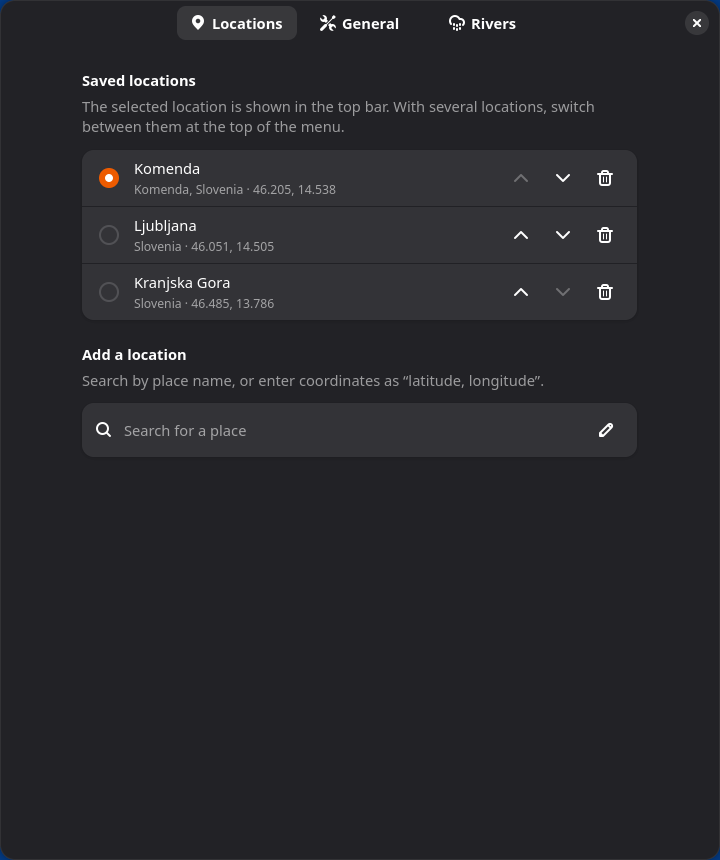 Locations
General
Rivers
Saved locations
The selected location is shown in the top bar. With several locations, switch
between them at the top of the menu.
Komenda
Komenda, Slovenia · 46.205, 14.538
Ljubljana
Slovenia · 46.051, 14.505
Kranjska Gora
Slovenia · 46.485, 13.786
Add a location
Search by place name, or enter coordinates as “latitude, longitude”.
Search for a place